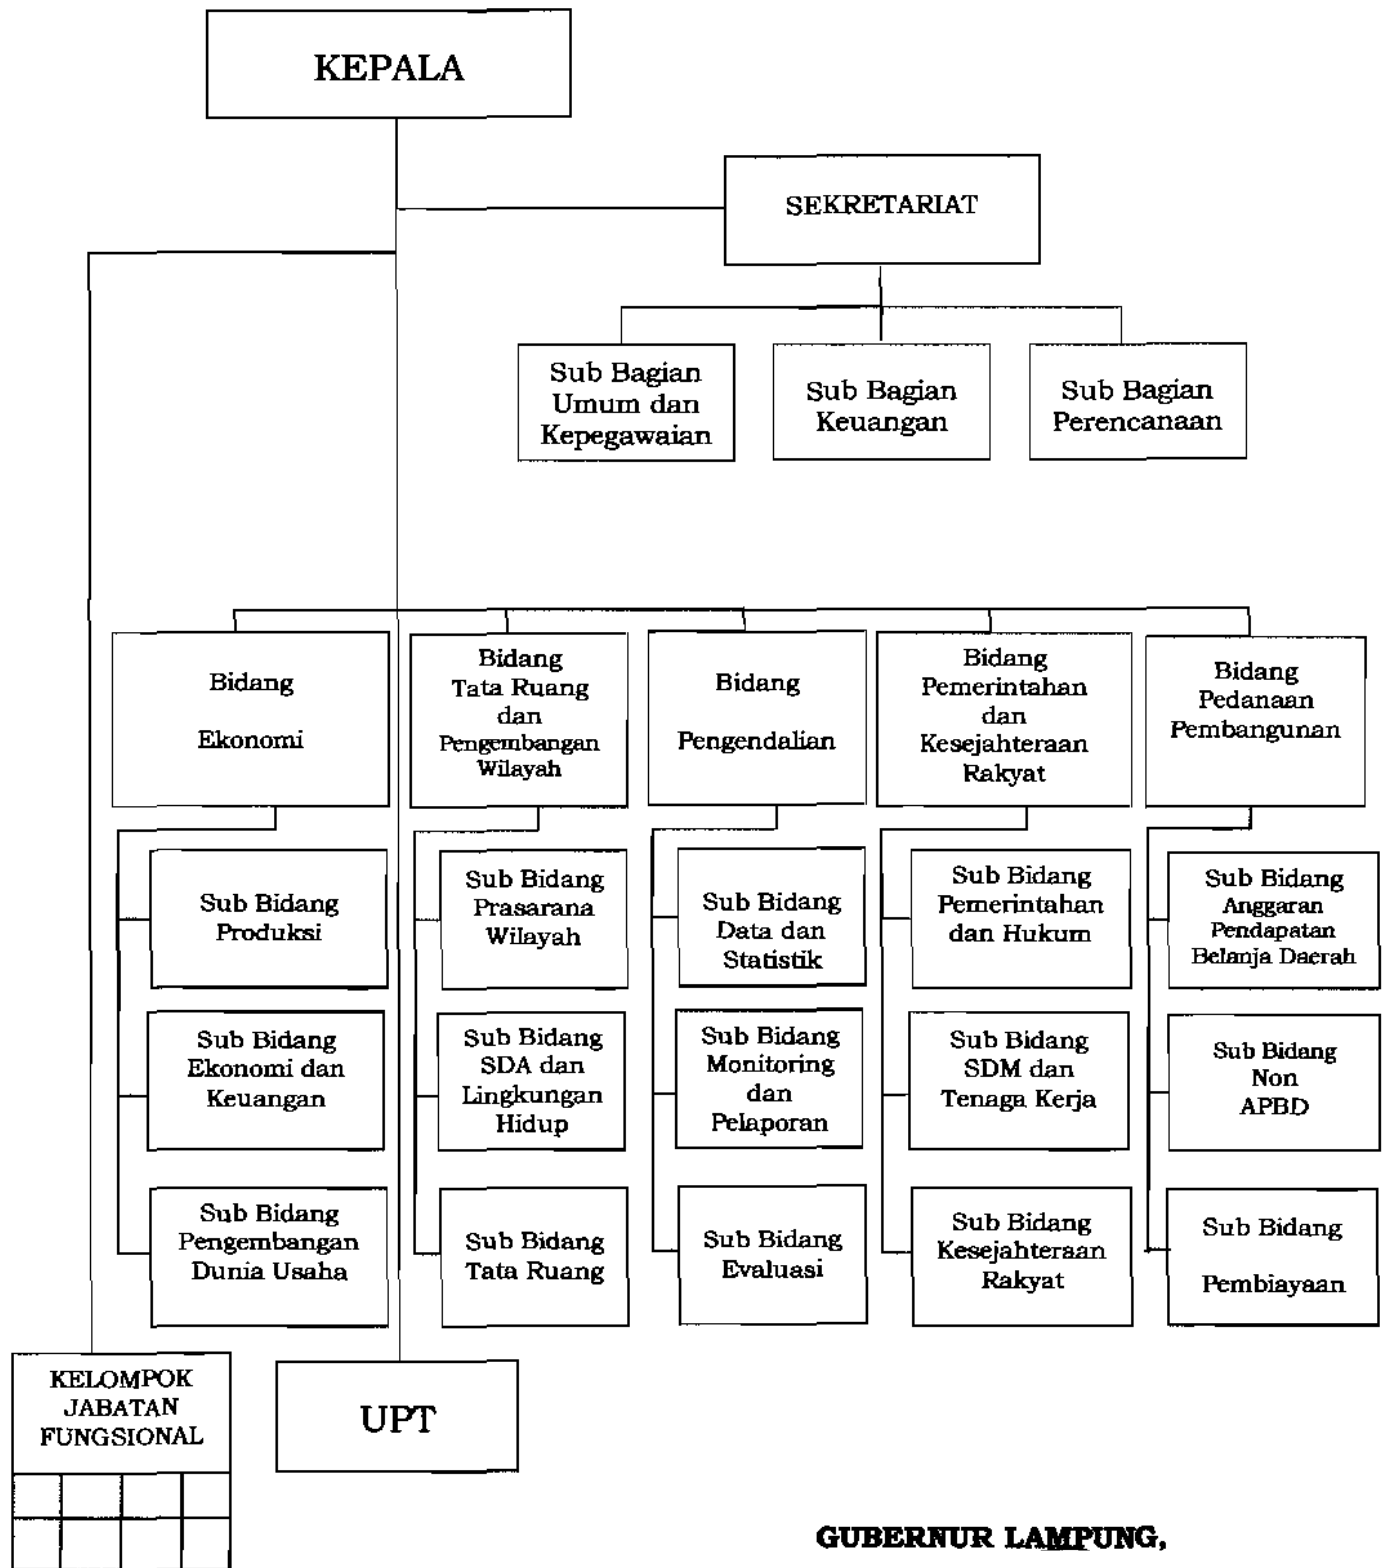 KEPALA
SEKRETARIAT
Sub Bagian
Umum dan
Kepegawaian
Sub Bagian
Keuangan
Sub Bagian
Perencanaan
Bidang
Ekonomi
Bidang
Tata Ruang
dan
Pengembangan
Wilayah
Bidang
Pengendalian
Bidang
Pemerintahan
dan
Kesejahteraan
Rakyat
Bidang
Pedanaan
Pembangunan
Sub Bidang
Produksi
Sub Bidang
Prasarana
Wilayah
Sub Bidang
Data dan
Statistik
Sub Bidang
Pemerintahan
dan Hukum
Sub Bidang
Anggaran
Pendapatan
Belanja Daerah
Sub Bidang
Ekonomi dan
Keuangan
Sub Bidang
SDA dan
Lingkungan
Hidup
Sub Bidang
Monitoring
dan
Pelaporan
Sub Bidang
SDM dan
Tenaga Kerja
Sub Bidang
Non
APBD
Sub Bidang
Pengembangan
Dunia Usaha
Sub Bidang
Tata Ruang
Sub Bidang
Evaluasi
Sub Bidang
Kesejahteraan
Rakyat
Sub Bidang
Pembiayaan
KELOMPOK
JABATAN
FUNGSIONAL
UPT
GUBERNUR LAMPUNG,